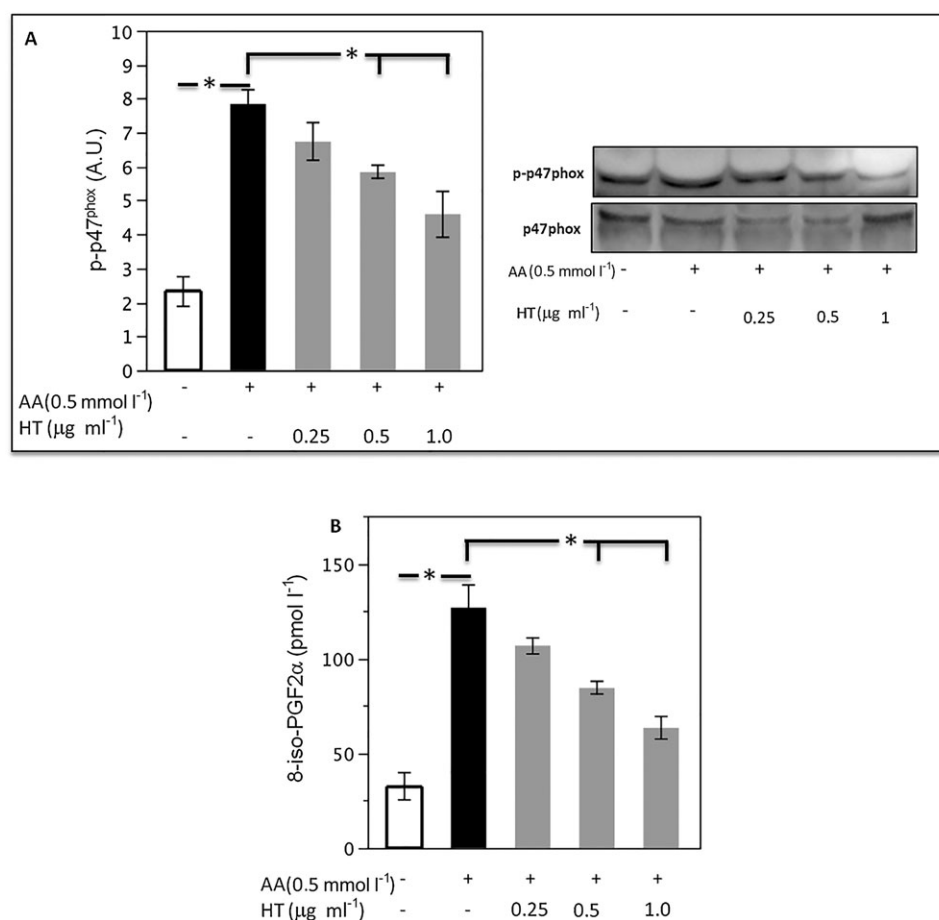 A
10
9
8
7
6
5
4
3
2
1
0
p-p47phox (A.U.)
*
*
AA(0.5 mmol l-1) - + + + +
HT (μg ml-1) - - 0.25 0.5 1.0
p-p47phox
p47phox
AA(0.5 mmol l-1) - + + + +
HT(μg ml-1) - - 0.25 0.5 1
B
150
100
50
0
8-iso-PGF2α (pmol l-1)
*
*
AA(0.5 mmol l-1) - + + + +
HT (μg ml-1) - - 0.25 0.5 1.0